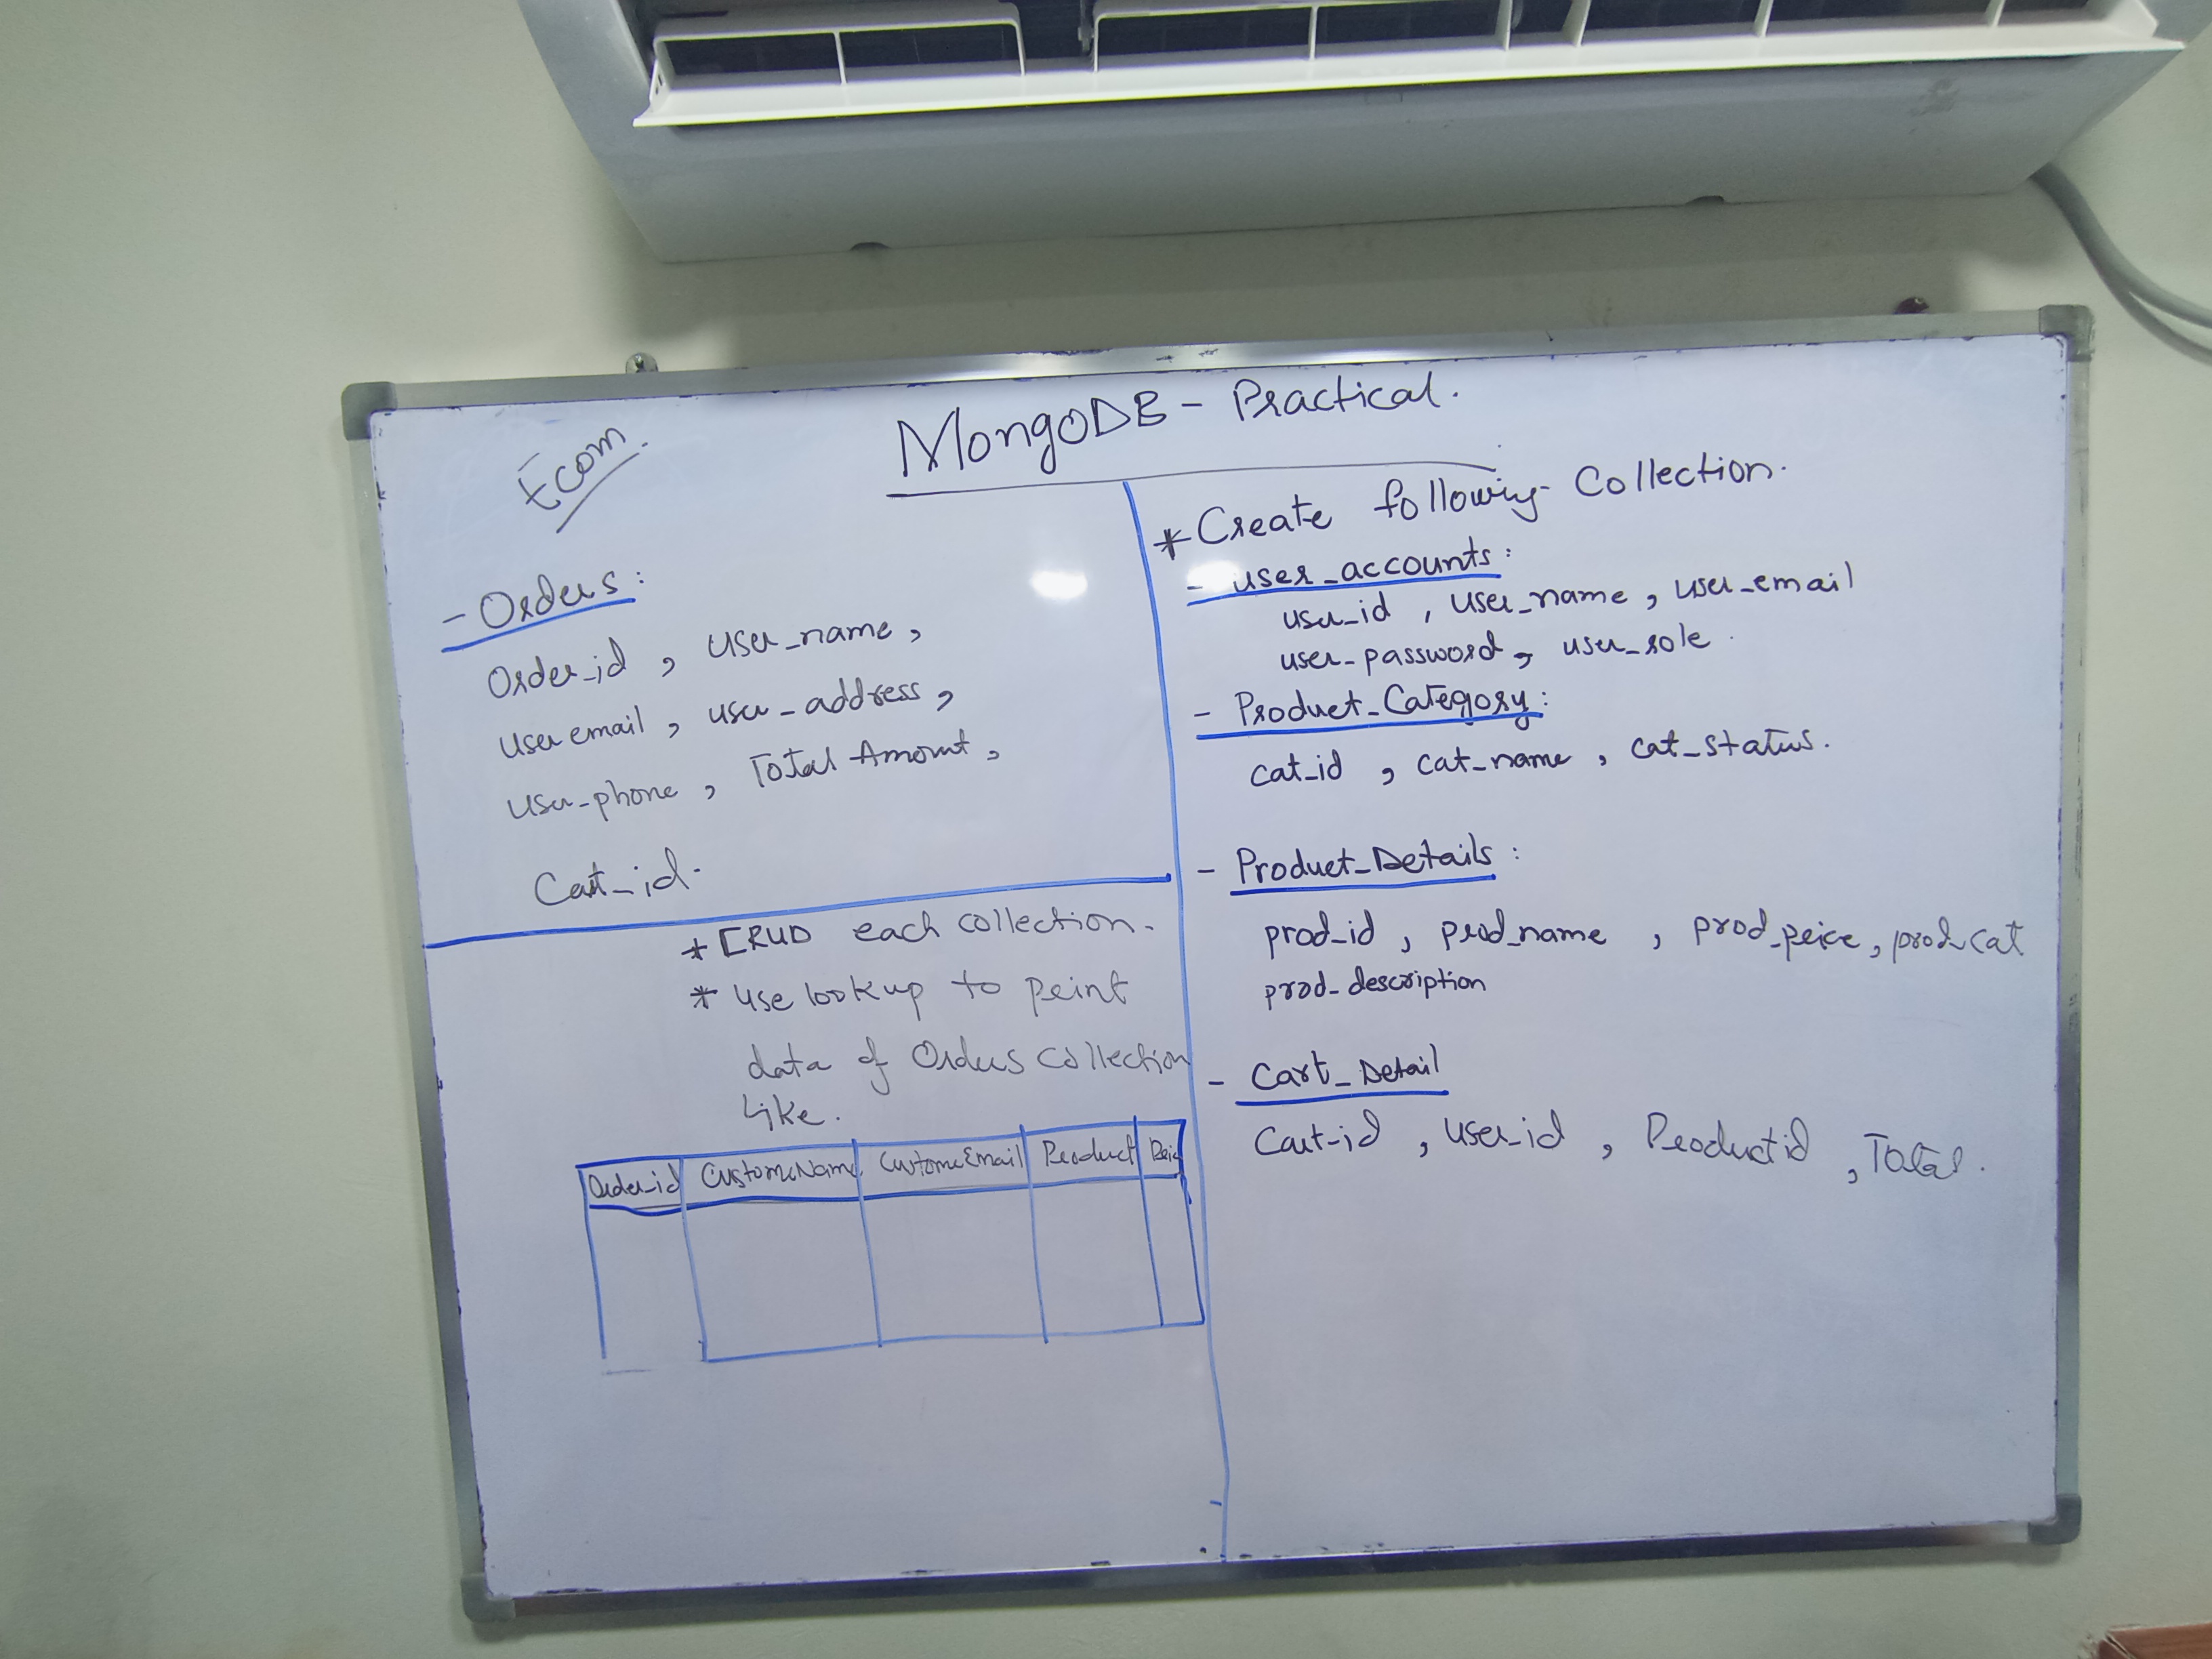 Ecom.
MongoDB - Practical.
* Create following Collection.
- user_accounts:
user_id , user_name , user_email
user_password , user_role .
- Product_Category:
cat_id , cat_name , cat_status.
- Product_Details :
prod_id , prod_name , prod_price , prod_cat
prod_description
- Cart_Detail
Cart_id , user_id , Product id , Total .
- Orders :
Order_id , user_name ,
user email , user_address ,
user_phone , Total Amount ,
Cart_id .
* CRUD each collection .
* use lookup to print
data of Orders collection
like .
Order_id CustomerName CustomerEmail Product Price